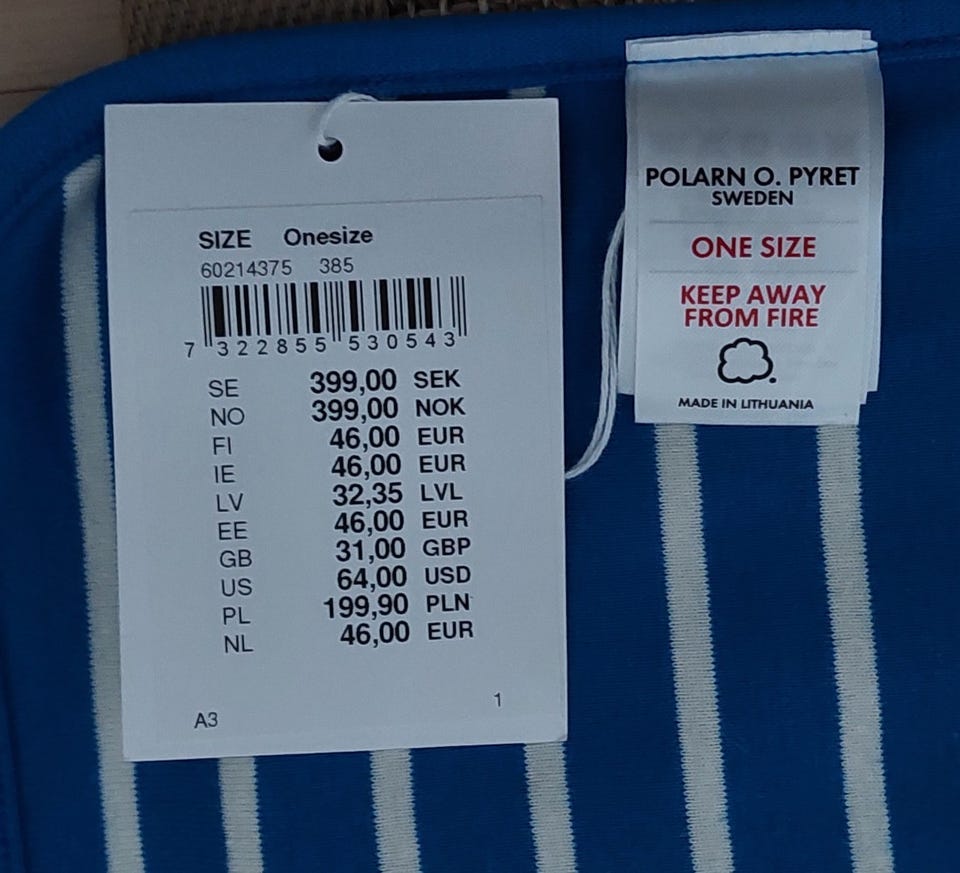 SIZE Onesize
60214375 385
7 322855 530543
SE 399,00 SEK
NO 399,00 NOK
FI 46,00 EUR
IE 46,00 EUR
LV 32,35 LVL
EE 46,00 EUR
GB 31,00 GBP
US 64,00 USD
PL 199,90 PLN
NL 46,00 EUR
A3 1
POLARN O. PYRET
SWEDEN
ONE SIZE
KEEP AWAY
FROM FIRE
MADE IN LITHUANIA